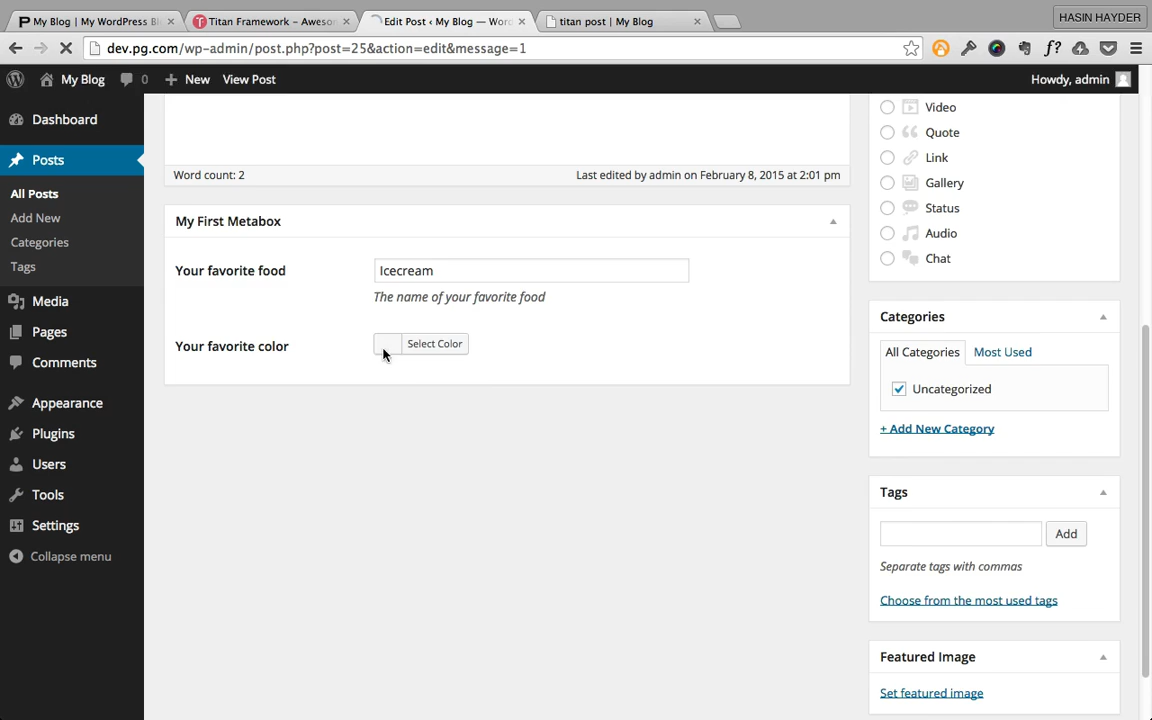 My Blog | My WordPress B
Titan Framework – Awesor
Edit Post ‹ My Blog — Word
titan post | My Blog
HASIN HAYDER
dev.pg.com/wp-admin/post.php?post=25&action=edit&message=1
f?
My Blog
0
New
View Post
Howdy, admin
Dashboard
Posts
All Posts
Add New
Categories
Tags
Media
Pages
Comments
Appearance
Plugins
Users
Tools
Settings
Collapse menu
Word count: 2
Last edited by admin on February 8, 2015 at 2:01 pm
My First Metabox
Your favorite food
Icecream
The name of your favorite food
Your favorite color
Select Color
Video
Quote
Link
Gallery
Status
Audio
Chat
Categories
All Categories
Most Used
Uncategorized
+ Add New Category
Tags
Add
Separate tags with commas
Choose from the most used tags
Featured Image
Set featured image